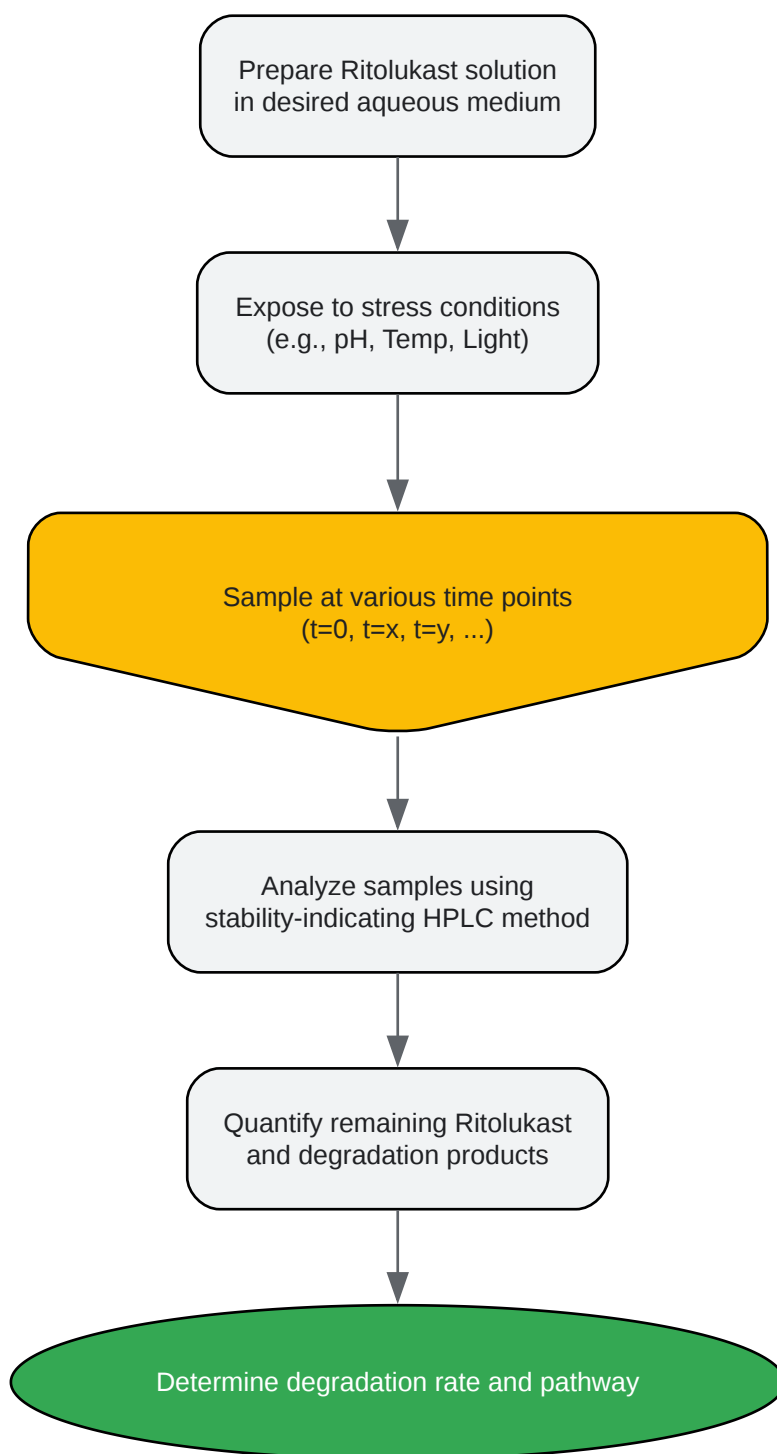 Prepare Ritolukast solution
in desired aqueous medium
Expose to stress conditions
(e.g., pH, Temp, Light)
Sample at various time points
(t=0, t=x, t=y, ...)
Analyze samples using
stability-indicating HPLC method
Quantify remaining Ritolukast
and degradation products
Determine degradation rate and pathway